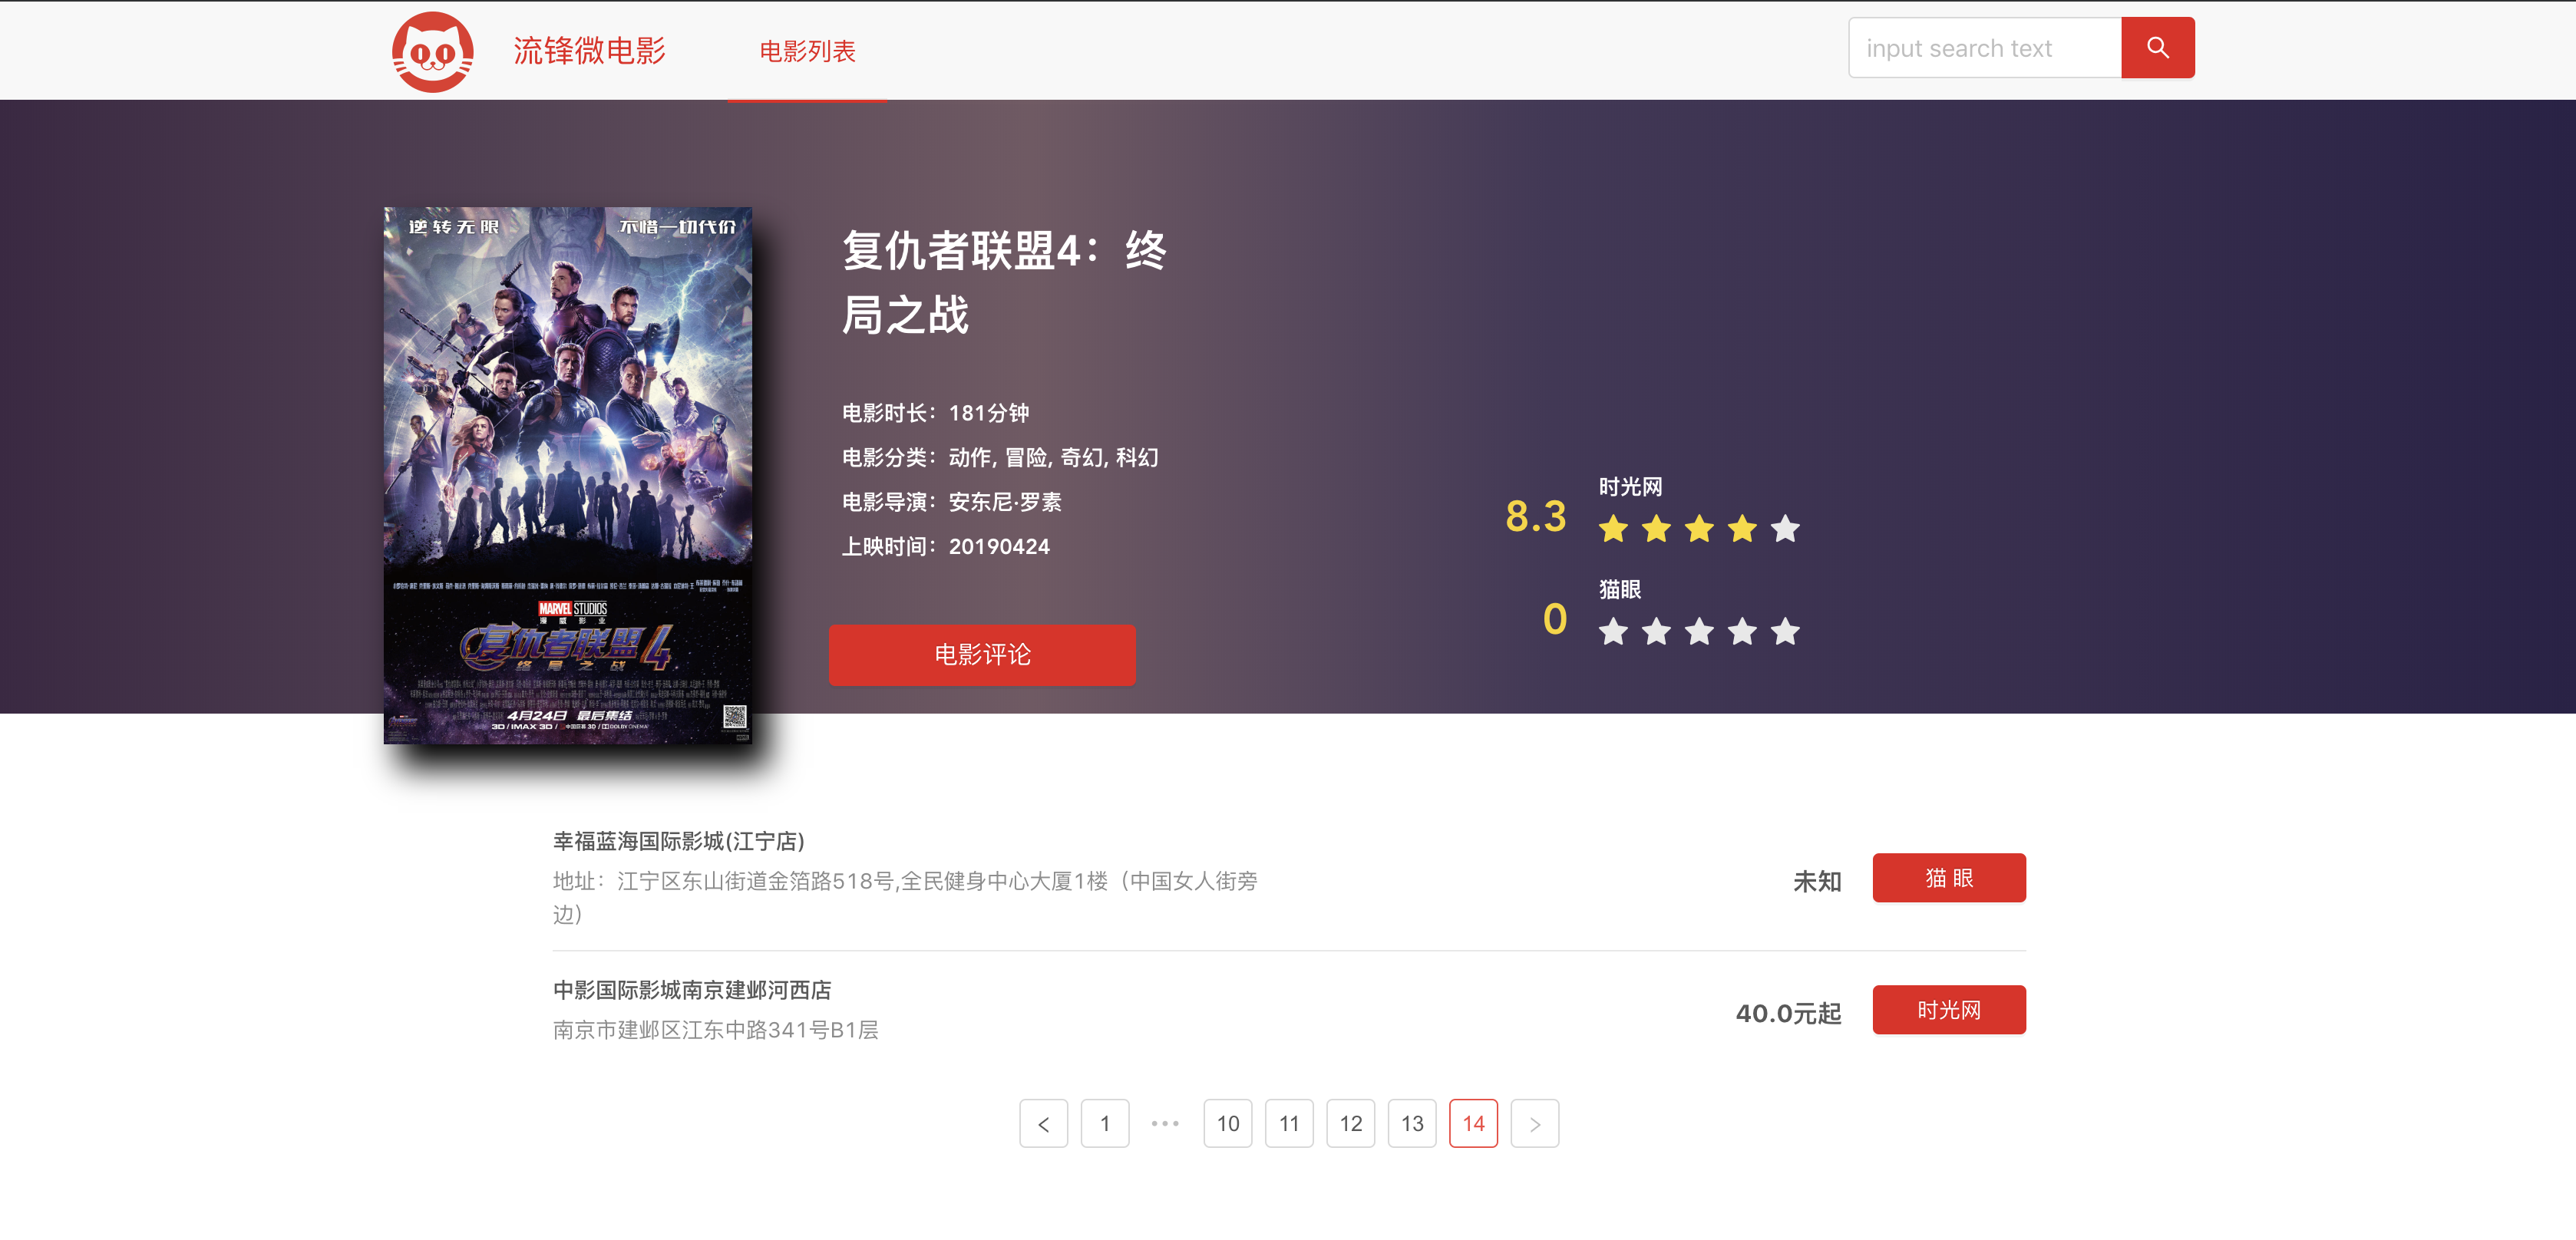 流锋微电影
电影列表
input search text
逆转无限
不惜一切代价
MARVEL STUDIOS
漫威影业
复仇者联盟4
终局之战
4月24日 最后集结
3D / IMAX 3D /
复仇者联盟4：终
局之战
电影时长：181分钟
电影分类：动作, 冒险, 奇幻, 科幻
电影导演：安东尼·罗素
上映时间：20190424
电影评论
8.3
时光网
0
猫眼
幸福蓝海国际影城(江宁店)
地址：江宁区东山街道金箔路518号,全民健身中心大厦1楼（中国女人街旁
边）
未知
猫 眼
中影国际影城南京建邺河西店
南京市建邺区江东中路341号B1层
40.0元起
时光网
< 1 ••• 10 11 12 13 14 >